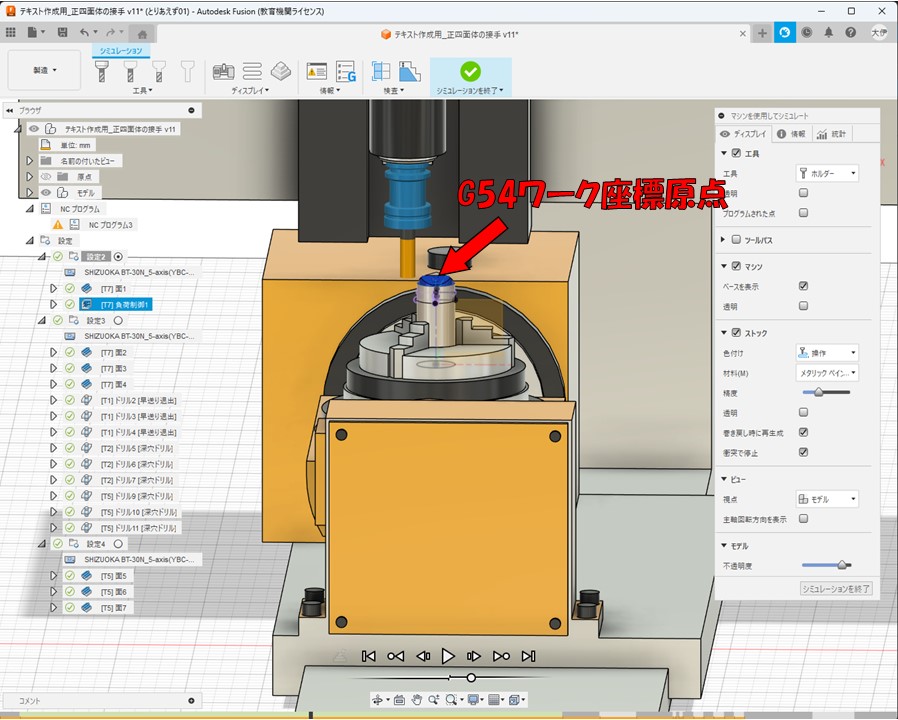 テキスト作成用_正四面体の接手 v11* (とりあえず01) - Autodesk Fusion (教育機関ライセンス)
テキスト作成用_正四面体の接手 v11*
大伊
シミュレーション
製造
工具
ディスプレイ
情報
検査
シミュレーションを終了
ブラウザ
テキスト作成用_正四面体の接手 v11
単位: mm
名前の付いたビュー
原点
モデル
NC プログラム
NC プログラム3
設定
設定2
SHIZUOKA BT-30N_5-axis(YBC-...
[T7] 面1
[T7] 負荷制御1
設定3
SHIZUOKA BT-30N_5-axis(YBC-...
[T7] 面2
[T7] 面3
[T7] 面4
[T1] ドリル2 [早送り退出]
[T1] ドリル3 [早送り退出]
[T1] ドリル4 [早送り退出]
[T2] ドリル5 [深穴ドリル]
[T2] ドリル6 [深穴ドリル]
[T2] ドリル7 [深穴ドリル]
[T5] ドリル9 [深穴ドリル]
[T5] ドリル10 [深穴ドリル]
[T5] ドリル11 [深穴ドリル]
設定4
SHIZUOKA BT-30N_5-axis(YBC-...
[T5] 面5
[T5] 面6
[T5] 面7
コメント
G54ワーク座標原点
マシンを使用してシミュレート
ディスプレイ 情報 統計
工具
工具 ホルダー
透明
プログラムされた点
ツールパス
マシン
ベースを表示
透明
ストック
色付け 操作
材料(M) メタリック ペイン...
精度
透明
巻き戻し時に再生成
衝突で停止
ビュー
視点 モデル
主軸回転方向を表示
モデル
不透明度
シミュレーションを終了
X